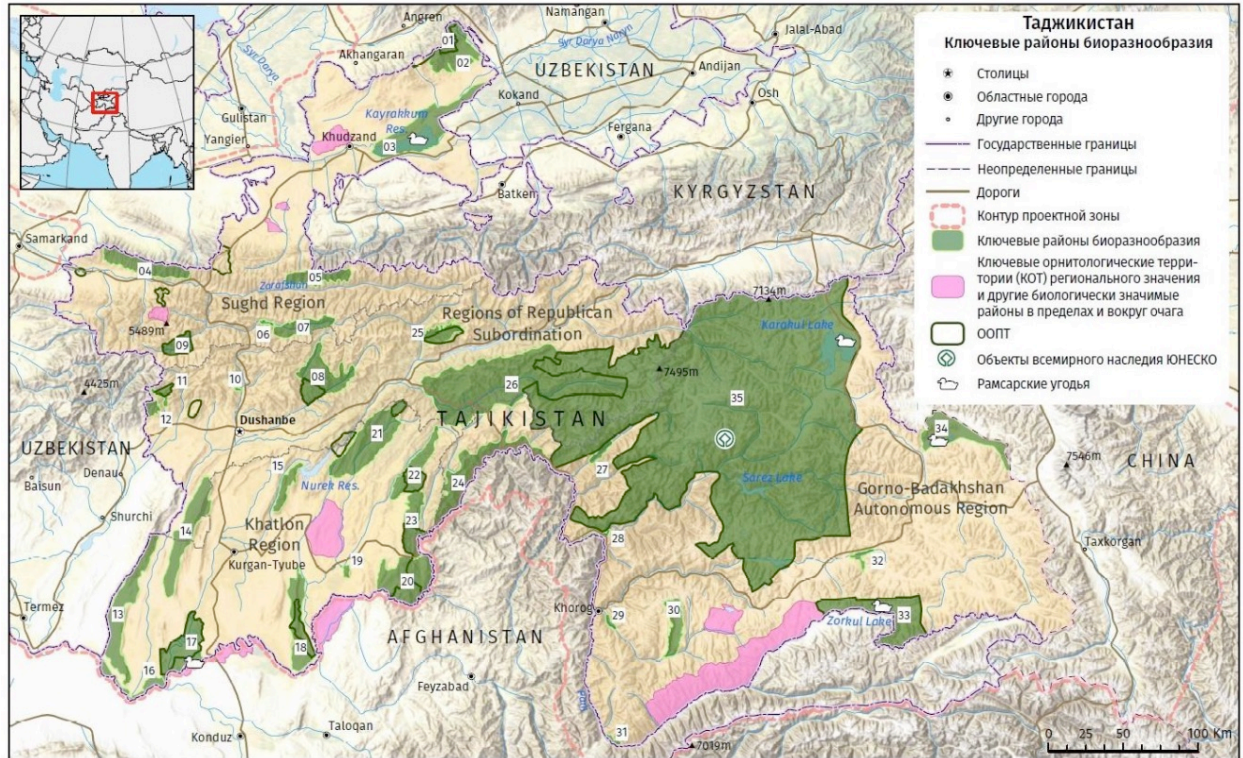 Таджикистан
Ключевые районы биоразнообразия
Столицы
Областные города
Другие города
Государственные границы
Неопределенные границы
Дороги
Контур проектной зоны
Ключевые районы биоразнообразия
Ключевые орнитологические терри-
тории (КОТ) регионального значения
и другие биологически значимые
районы в пределах и вокруг очага
ООПТ
Объекты всемирного наследия ЮНЕСКО
Рамсарские угодья
Angren
Namangan
Jalal-Abad
Akhangaran
01
02
Syr Darya
Syr Darya
Naryn
UZBEKISTAN
Andijan
Osh
Gulistan
Kayrakkum
Res.
Kokand
Yangier
Khudzand
03
Fergana
Batken
KYRGYZSTAN
Samarkand
04
05
Zarafshan
Sughd Region
7134m
5489m
06
07
25
Regions of Republican
Subordination
Karakul Lake
09
11
10
08
26
7495m
35
4425m
12
Dushanbe
TAJIKISTAN
21
34
UZBEKISTAN
Denau
Baisun
15
Nurek Res.
22
24
27
Sarez Lake
7546m
CHINA
Shurchi
14
Khatlon
Region
Kurgan-Tyube
23
Gorno-Badakhshan
Autonomous Region
28
Taxkorgan
19
20
32
Termez
13
17
18
16
Khorog
29
30
33
Zorkul Lake
AFGHANISTAN
Feyzabad
Konduz
Taloqan
31
7019m
0
25
50
100 Km